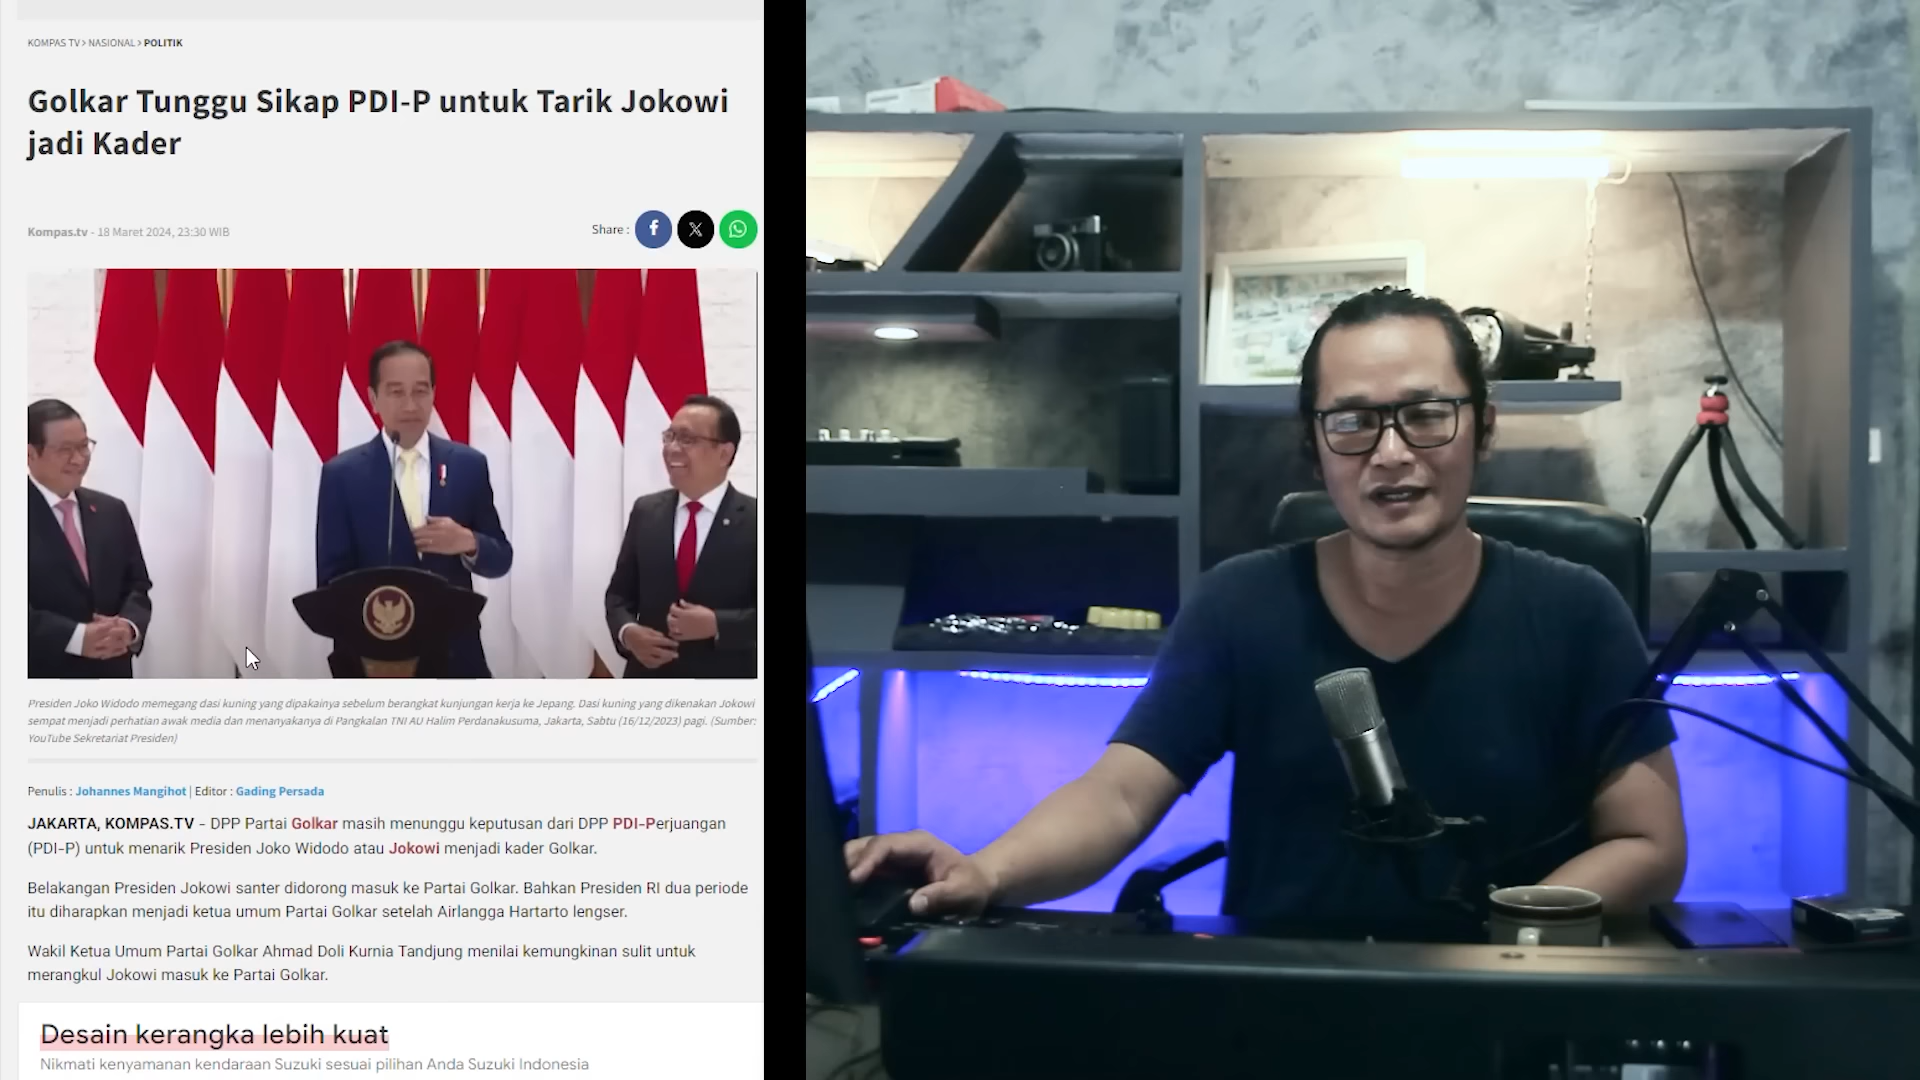 KOMPAS TV > NASIONAL > POLITIK
Golkar Tunggu Sikap PDI-P untuk Tarik Jokowi
jadi Kader
Kompas.tv - 18 Maret 2024, 23:30 WIB
Share :
Presiden Joko Widodo memegang dasi kuning yang dipakainya sebelum berangkat kunjungan kerja ke Jepang. Dasi kuning yang dikenakan Jokowi
sempat menjadi perhatian awak media dan menanyakanya di Pangkalan TNI AU Halim Perdanakusuma, Jakarta, Sabtu (16/12/2023) pagi. (Sumber:
YouTube Sekretariat Presiden)
Penulis : Johannes Mangihot | Editor : Gading Persada
JAKARTA, KOMPAS.TV – DPP Partai Golkar masih menunggu keputusan dari DPP PDI-Perjuangan
(PDI-P) untuk menarik Presiden Joko Widodo atau Jokowi menjadi kader Golkar.
Belakangan Presiden Jokowi santer didorong masuk ke Partai Golkar. Bahkan Presiden RI dua periode
itu diharapkan menjadi ketua umum Partai Golkar setelah Airlangga Hartarto lengser.
Wakil Ketua Umum Partai Golkar Ahmad Doli Kurnia Tandjung menilai kemungkinan sulit untuk
merangkul Jokowi masuk ke Partai Golkar.
Desain kerangka lebih kuat
Nikmati kenyamanan kendaraan Suzuki sesuai pilihan Anda Suzuki Indonesia